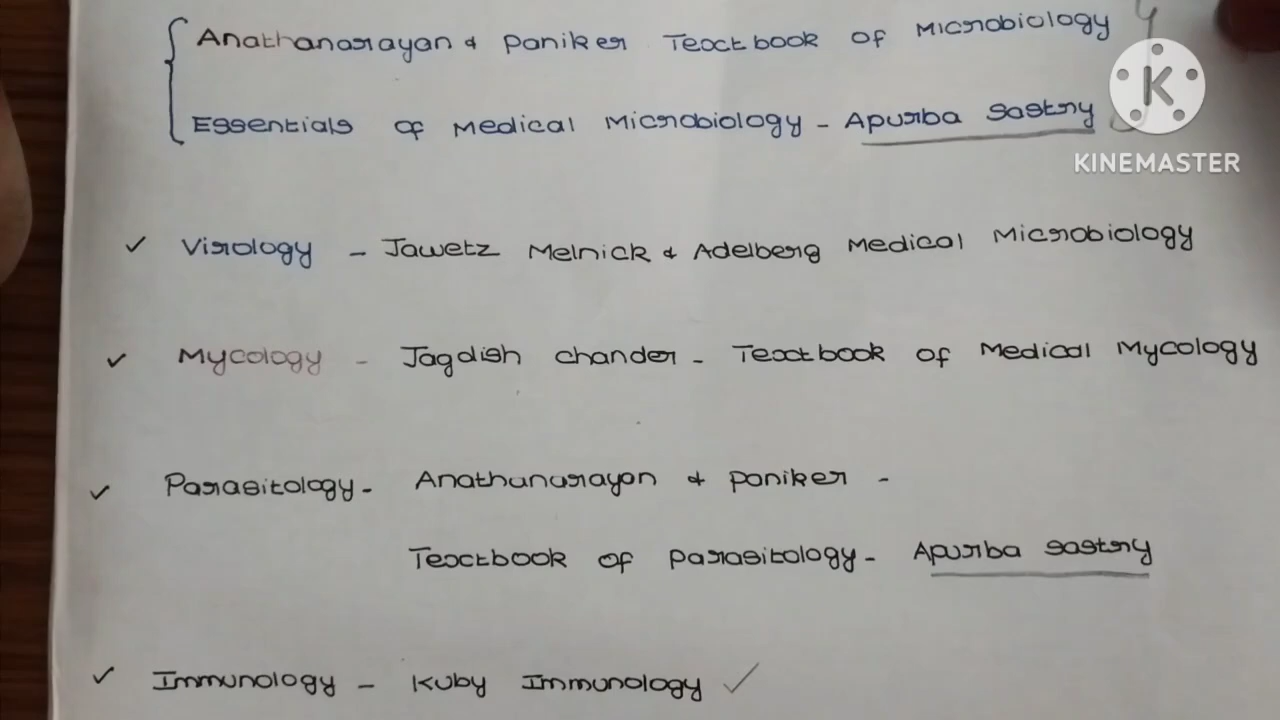 Anathanarayan & Paniker Textbook of Microbiology
Essentials of Medical Microbiology - Apurba Sastry
KINEMASTER
✓ Virology - Jawetz Melnick & Adelberg Medical Microbiology
✓ Mycology - Jagdish chander - Textbook of Medical Mycology
✓ Parasitology - Anathanarayan & paniker -
Textbook of parasitology - Apurba sastry
✓ Immunology - Kuby Immunology ✓